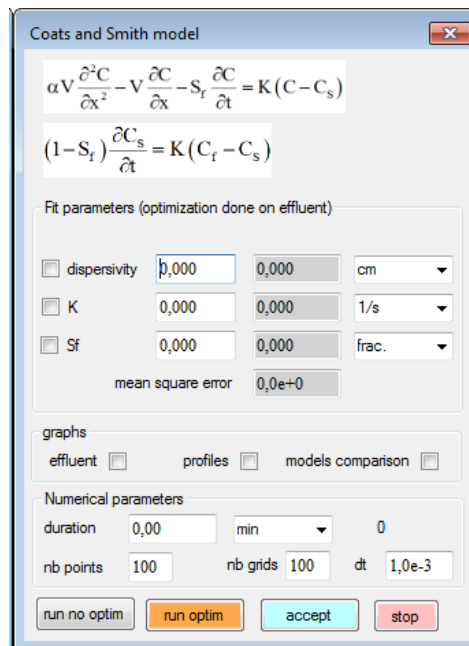 Coats and Smith model
αV ∂²C/∂x² − V ∂C/∂x − S_f ∂C/∂t = K(C−C_s)
(1−S_f) ∂C_s/∂t = K(C_f−C_s)
Fit parameters (optimization done on effluent)
dispersivity 0,000 0,000 cm
K 0,000 0,000 1/s
Sf 0,000 0,000 frac.
mean square error 0,0e+0
graphs
effluent profiles models comparison
Numerical parameters
duration 0,00 min 0
nb points 100 nb grids 100 dt 1,0e-3
run no optim run optim accept stop